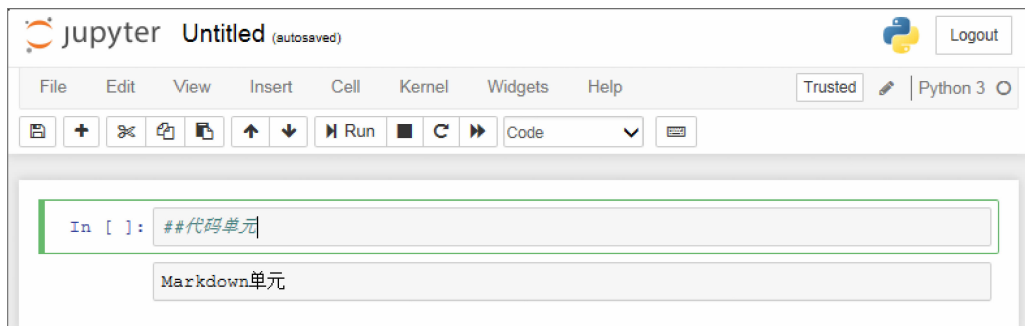 jupyter Untitled (autosaved) Logout
File Edit View Insert Cell Kernel Widgets Help Trusted Python 3
Run Code
In [ ]: ##代码单元
Markdown单元